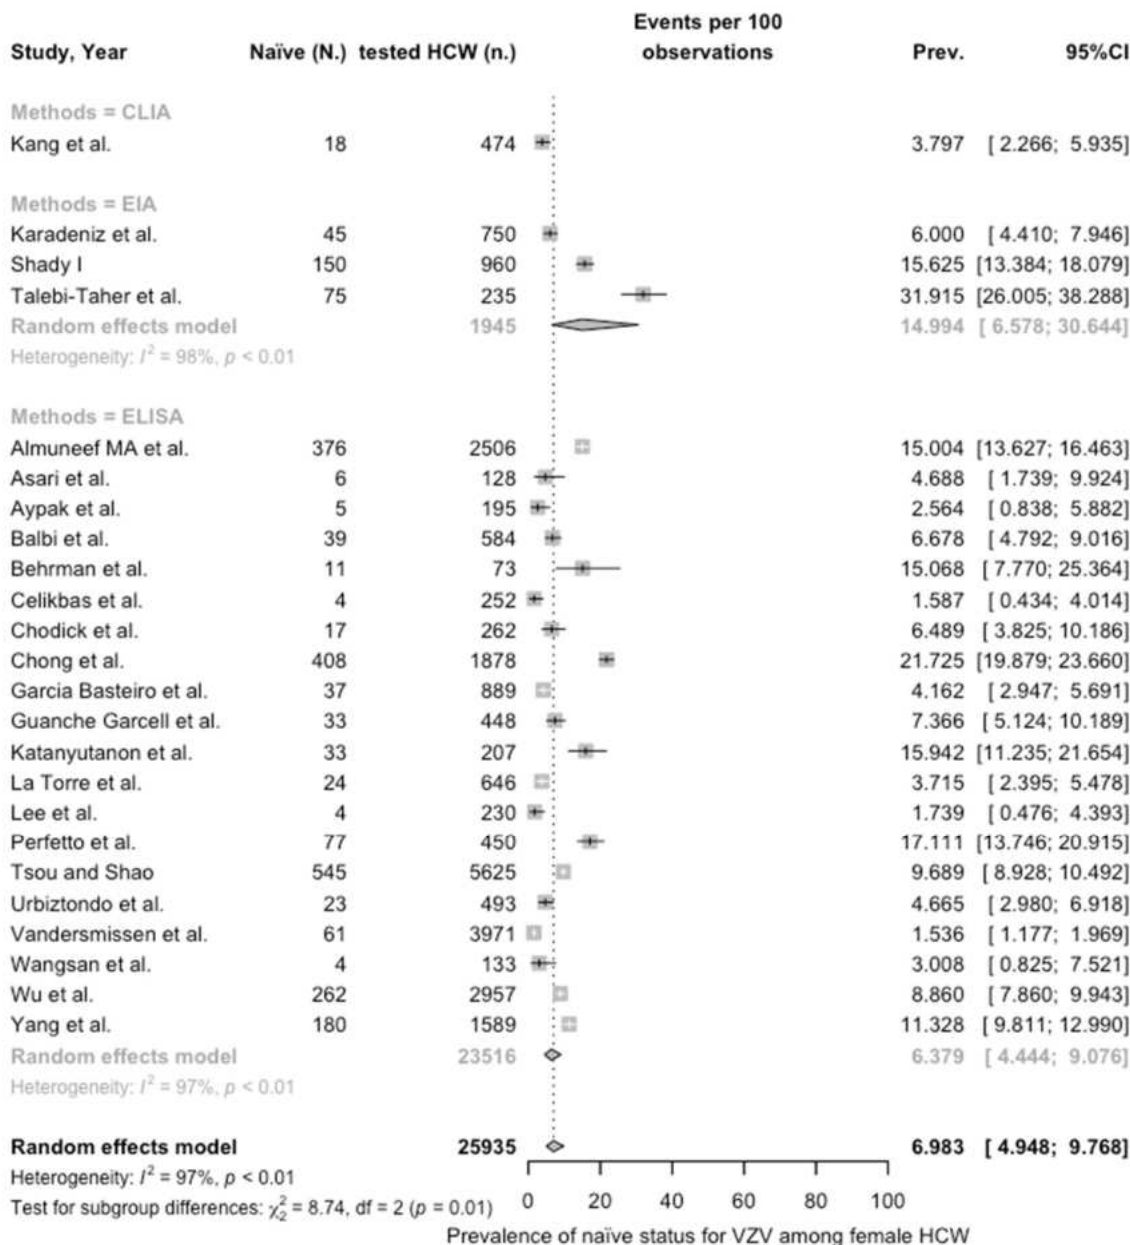 Events per 100
Study, Year Naïve (N.) tested HCW (n.) observations Prev. 95%CI
Methods = CLIA
Kang et al. 18 474 3.797 [ 2.266; 5.935]
Methods = EIA
Karadeniz et al. 45 750 6.000 [ 4.410; 7.946]
Shady I 150 960 15.625 [13.384; 18.079]
Talebi-Taher et al. 75 235 31.915 [26.005; 38.288]
Random effects model 1945 14.994 [ 6.578; 30.644]
Heterogeneity: I² = 98%, p < 0.01
Methods = ELISA
Almuneef MA et al. 376 2506 15.004 [13.627; 16.463]
Asari et al. 6 128 4.688 [ 1.739; 9.924]
Aypak et al. 5 195 2.564 [ 0.838; 5.882]
Balbi et al. 39 584 6.678 [ 4.792; 9.016]
Behrman et al. 11 73 15.068 [ 7.770; 25.364]
Celikbas et al. 4 252 1.587 [ 0.434; 4.014]
Chodick et al. 17 262 6.489 [ 3.825; 10.186]
Chong et al. 408 1878 21.725 [19.879; 23.660]
Garcia Basteiro et al. 37 889 4.162 [ 2.947; 5.691]
Guanche Garcell et al. 33 448 7.366 [ 5.124; 10.189]
Katanyutanon et al. 33 207 15.942 [11.235; 21.654]
La Torre et al. 24 646 3.715 [ 2.395; 5.478]
Lee et al. 4 230 1.739 [ 0.476; 4.393]
Perfetto et al. 77 450 17.111 [13.746; 20.915]
Tsou and Shao 545 5625 9.689 [ 8.928; 10.492]
Urbiztondo et al. 23 493 4.665 [ 2.980; 6.918]
Vandersmissen et al. 61 3971 1.536 [ 1.177; 1.969]
Wangsan et al. 4 133 3.008 [ 0.825; 7.521]
Wu et al. 262 2957 8.860 [ 7.860; 9.943]
Yang et al. 180 1589 11.328 [ 9.811; 12.990]
Random effects model 23516 6.379 [ 4.444; 9.076]
Heterogeneity: I² = 97%, p < 0.01
Random effects model 25935 6.983 [ 4.948; 9.768]
Heterogeneity: I² = 97%, p < 0.01
Test for subgroup differences: χ²₂ = 8.74, df = 2 (p = 0.01)
0 20 40 60 80 100
Prevalence of naïve status for VZV among female HCW